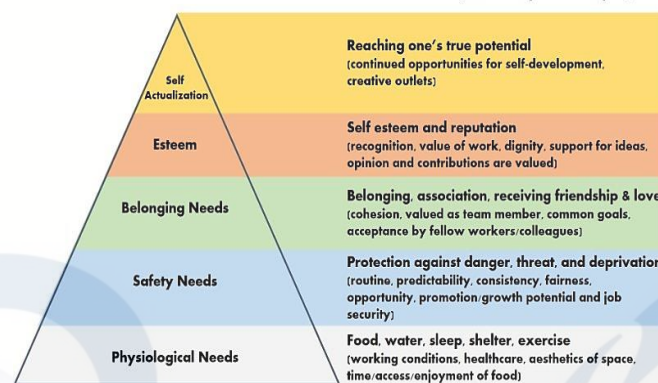 Self
Actualization
Reaching one's true potential
(continued opportunities for self-development,
creative outlets)
Esteem
Self esteem and reputation
(recognition, value of work, dignity, support for ideas,
opinion and contributions are valued)
Belonging Needs
Belonging, association, receiving friendship & love
(cohesion, valued as team member, common goals,
acceptance by fellow workers/colleagues)
Safety Needs
Protection against danger, threat, and deprivation
(routine, predictability, consistency, fairness,
opportunity, promotion/growth potential and job
security)
Physiological Needs
Food, water, sleep, shelter, exercise
(working conditions, healthcare, aesthetics of space,
time/access/enjoyment of food)